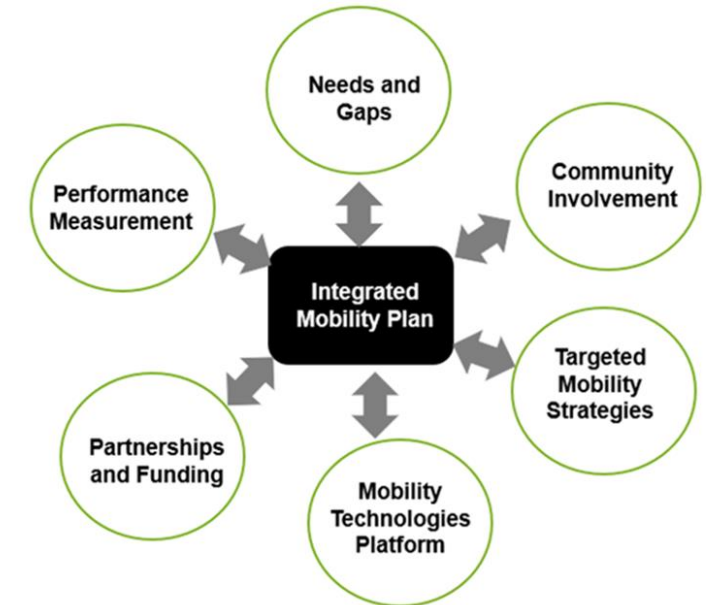 Needs and
Gaps
Community
Involvement
Performance
Measurement
Integrated
Mobility Plan
Targeted
Mobility
Strategies
Partnerships
and Funding
Mobility
Technologies
Platform